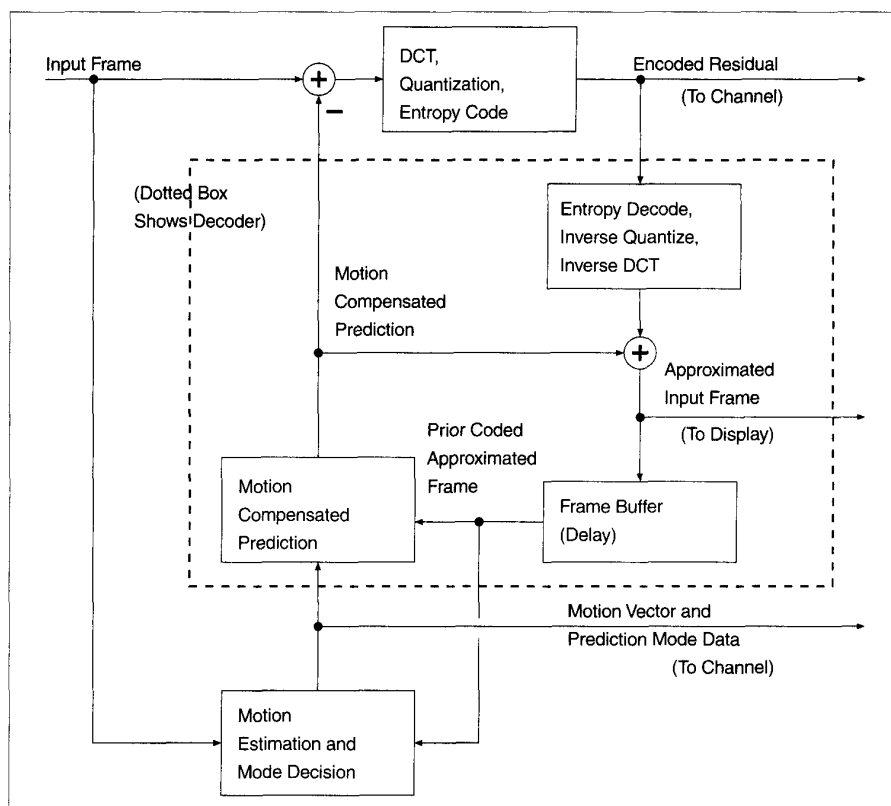 Input Frame
+
−
DCT,
Quantization,
Entropy Code
Encoded Residual
(To Channel)
(Dotted Box
Shows Decoder)
Entropy Decode,
Inverse Quantize,
Inverse DCT
Motion
Compensated
Prediction
+
Approximated
Input Frame
(To Display)
Prior Coded
Approximated
Frame
Motion
Compensated
Prediction
Frame Buffer
(Delay)
Motion Vector and
Prediction Mode Data
(To Channel)
Motion
Estimation and
Mode Decision